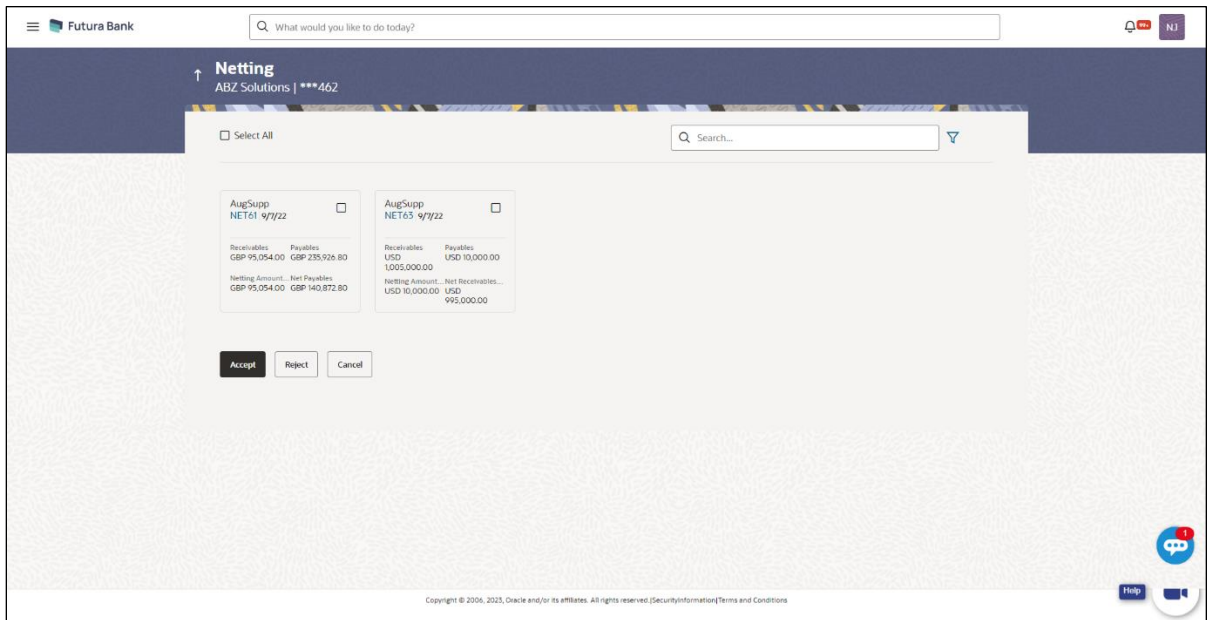 Futura Bank
What would you like to do today?
99+
NJ
Netting
ABZ Solutions | ***462
Select All
Search...
AugSupp
NET61 9/7/22
Receivables Payables
GBP 95,054.00 GBP 235,926.80
Netting Amount... Net Payables
GBP 95,054.00 GBP 140,872.80
AugSupp
NET63 9/7/22
Receivables Payables
USD USD 10,000.00
1,005,000.00
Netting Amount... Net Receivables...
USD 10,000.00 USD
995,000.00
Accept Reject Cancel
1
Help
Copyright © 2006, 2023, Oracle and/or its affiliates. All rights reserved.|SecurityInformation|Terms and Conditions